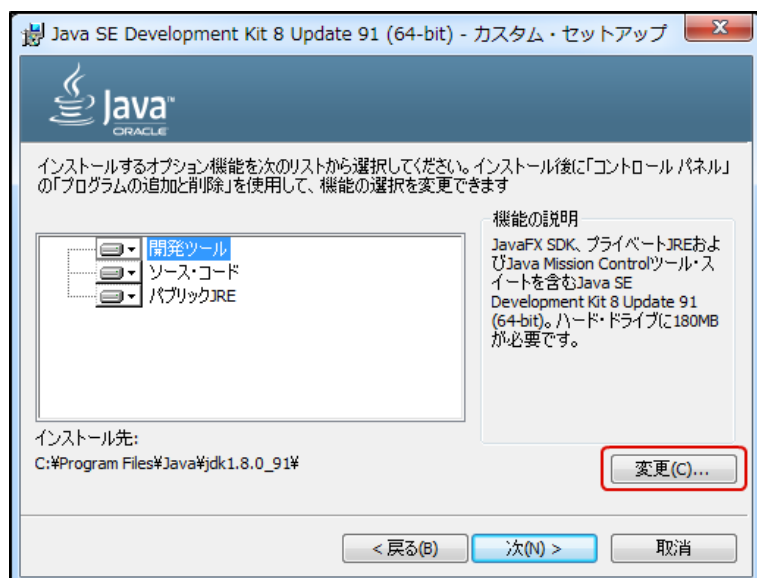 Java SE Development Kit 8 Update 91 (64-bit) - カスタム・セットアップ
Java™
ORACLE
インストールするオプション機能を次のリストから選択してください。インストール後に「コントロール パネル」
の「プログラムの追加と削除」を使用して、機能の選択を変更できます
開発ツール
ソース・コード
パブリックJRE
機能の説明
JavaFX SDK、プライベートJREおよ
びJava Mission Controlツール・ス
イートを含むJava SE
Development Kit 8 Update 91
(64-bit)。ハード・ドライブに180MB
が必要です。
インストール先:
C:¥Program Files¥Java¥jdk1.8.0_91¥
変更(C)...
< 戻る(B)
次(N) >
取消